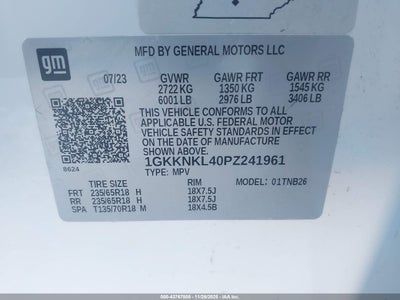 gm
MFD BY GENERAL MOTORS LLC
07/23 GVWR GAWR FRT GAWR RR
2722 KG 1350 KG 1545 KG
6001 LB 2976 LB 3406 LB
THIS VEHICLE CONFORMS TO ALL
APPLICABLE U.S. FEDERAL MOTOR
VEHICLE SAFETY AND THEFT
PREVENTION STANDARDS IN EFFECT
ON THE DATE OF MANUFACTURE
SHOWN ABOVE.
1GKKNKL40PZ241961
8624 TYPE: MPV
TIRE SIZE RIM MODEL: 01TNB26
FRT 235/65R18 H 18X7.5J
RR 235/65R18 H 18X7.5J
SPA T135/70R18 M 18X4.5B